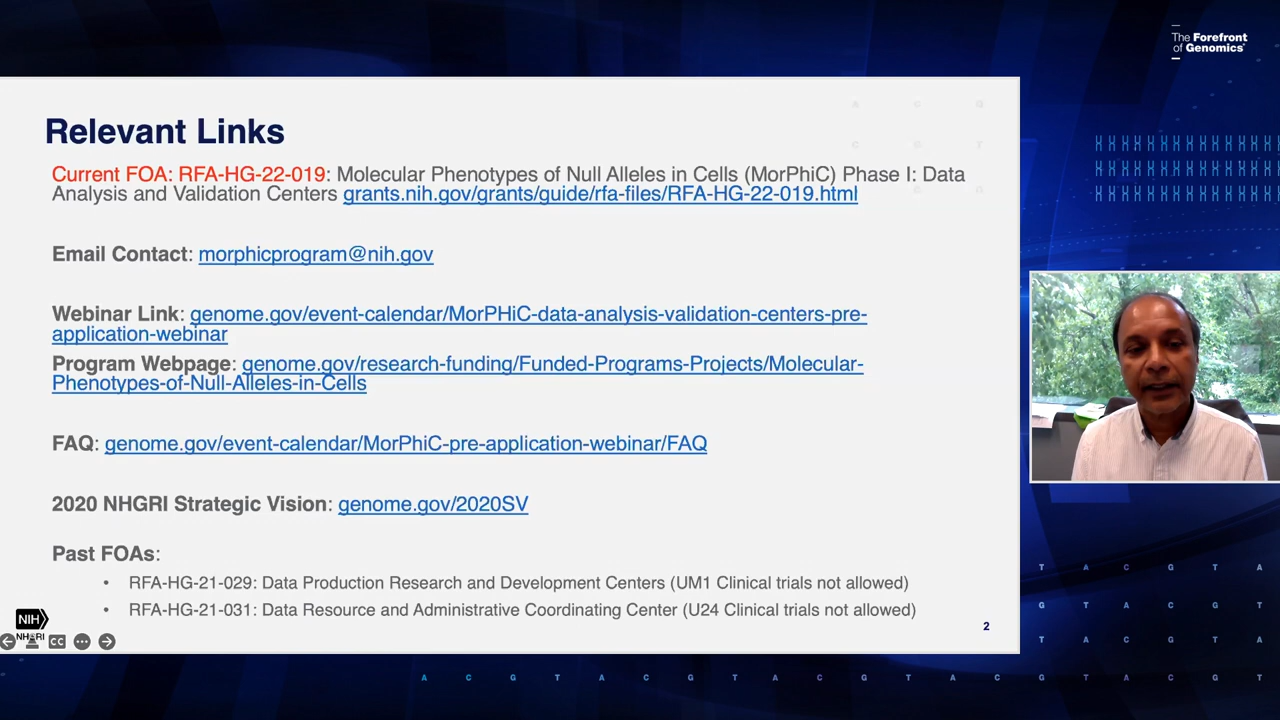 The Forefront
of Genomics®
Relevant Links
Current FOA: RFA-HG-22-019: Molecular Phenotypes of Null Alleles in Cells (MorPhiC) Phase I: Data
Analysis and Validation Centers grants.nih.gov/grants/guide/rfa-files/RFA-HG-22-019.html
Email Contact: morphicprogram@nih.gov
Webinar Link: genome.gov/event-calendar/MorPHiC-data-analysis-validation-centers-pre-
application-webinar
Program Webpage: genome.gov/research-funding/Funded-Programs-Projects/Molecular-
Phenotypes-of-Null-Alleles-in-Cells
FAQ: genome.gov/event-calendar/MorPhiC-pre-application-webinar/FAQ
2020 NHGRI Strategic Vision: genome.gov/2020SV
Past FOAs:
• RFA-HG-21-029: Data Production Research and Development Centers (UM1 Clinical trials not allowed)
• RFA-HG-21-031: Data Resource and Administrative Coordinating Center (U24 Clinical trials not allowed)
NIH
NHGRI
CC
2
T A C G T A
G T A C G T
T A C G T A
A C G T A C G T A C G T A C G T A C G T